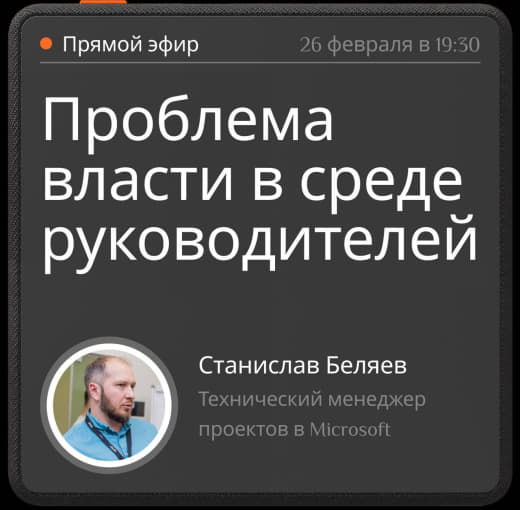 Прямой эфир 26 февраля в 19:30
Проблема
власти в среде
руководителей
Станислав Беляев
Технический менеджер
проектов в Microsoft